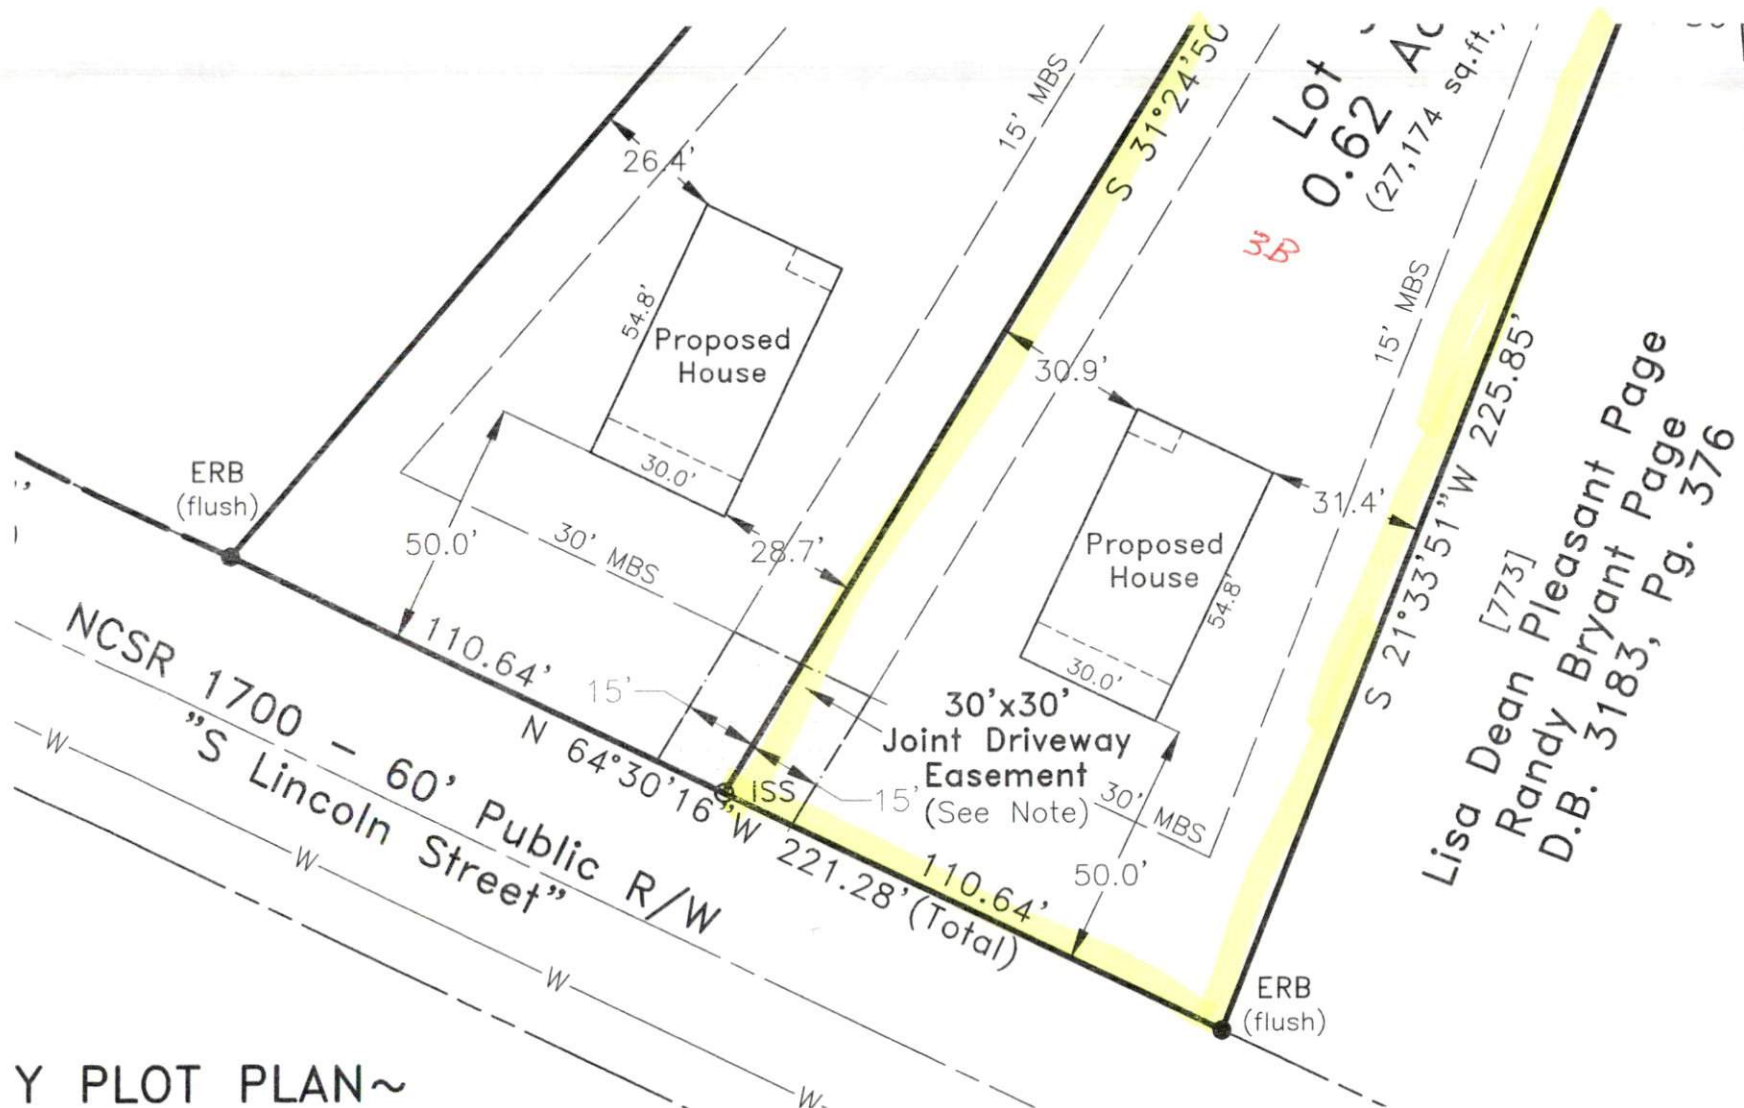 26.4'
54.8'
Proposed
House
30.0'
15' MBS
S 31°24'50
Lot
0.62 Ac
(27,174 sq.ft.)
3B
15' MBS
30.9'
31.4'
S 21°33'51"W 225.85'
[773]
Lisa Dean Pleasant Page
Randy Bryant Page
D.B. 3183, Pg. 376
ERB
(flush)
50.0'
30' MBS
28.7'
Proposed
House
54.8'
30.0'
110.64'
15'
30'x30'
Joint Driveway
Easement
(See Note)
15'
30' MBS
50.0'
ISS
N 64°30'16"W 221.28'(Total)
110.64'
NCSR 1700 - 60' Public R/W
"S Lincoln Street"
W
W
W
W
ERB
(flush)
Y PLOT PLAN~